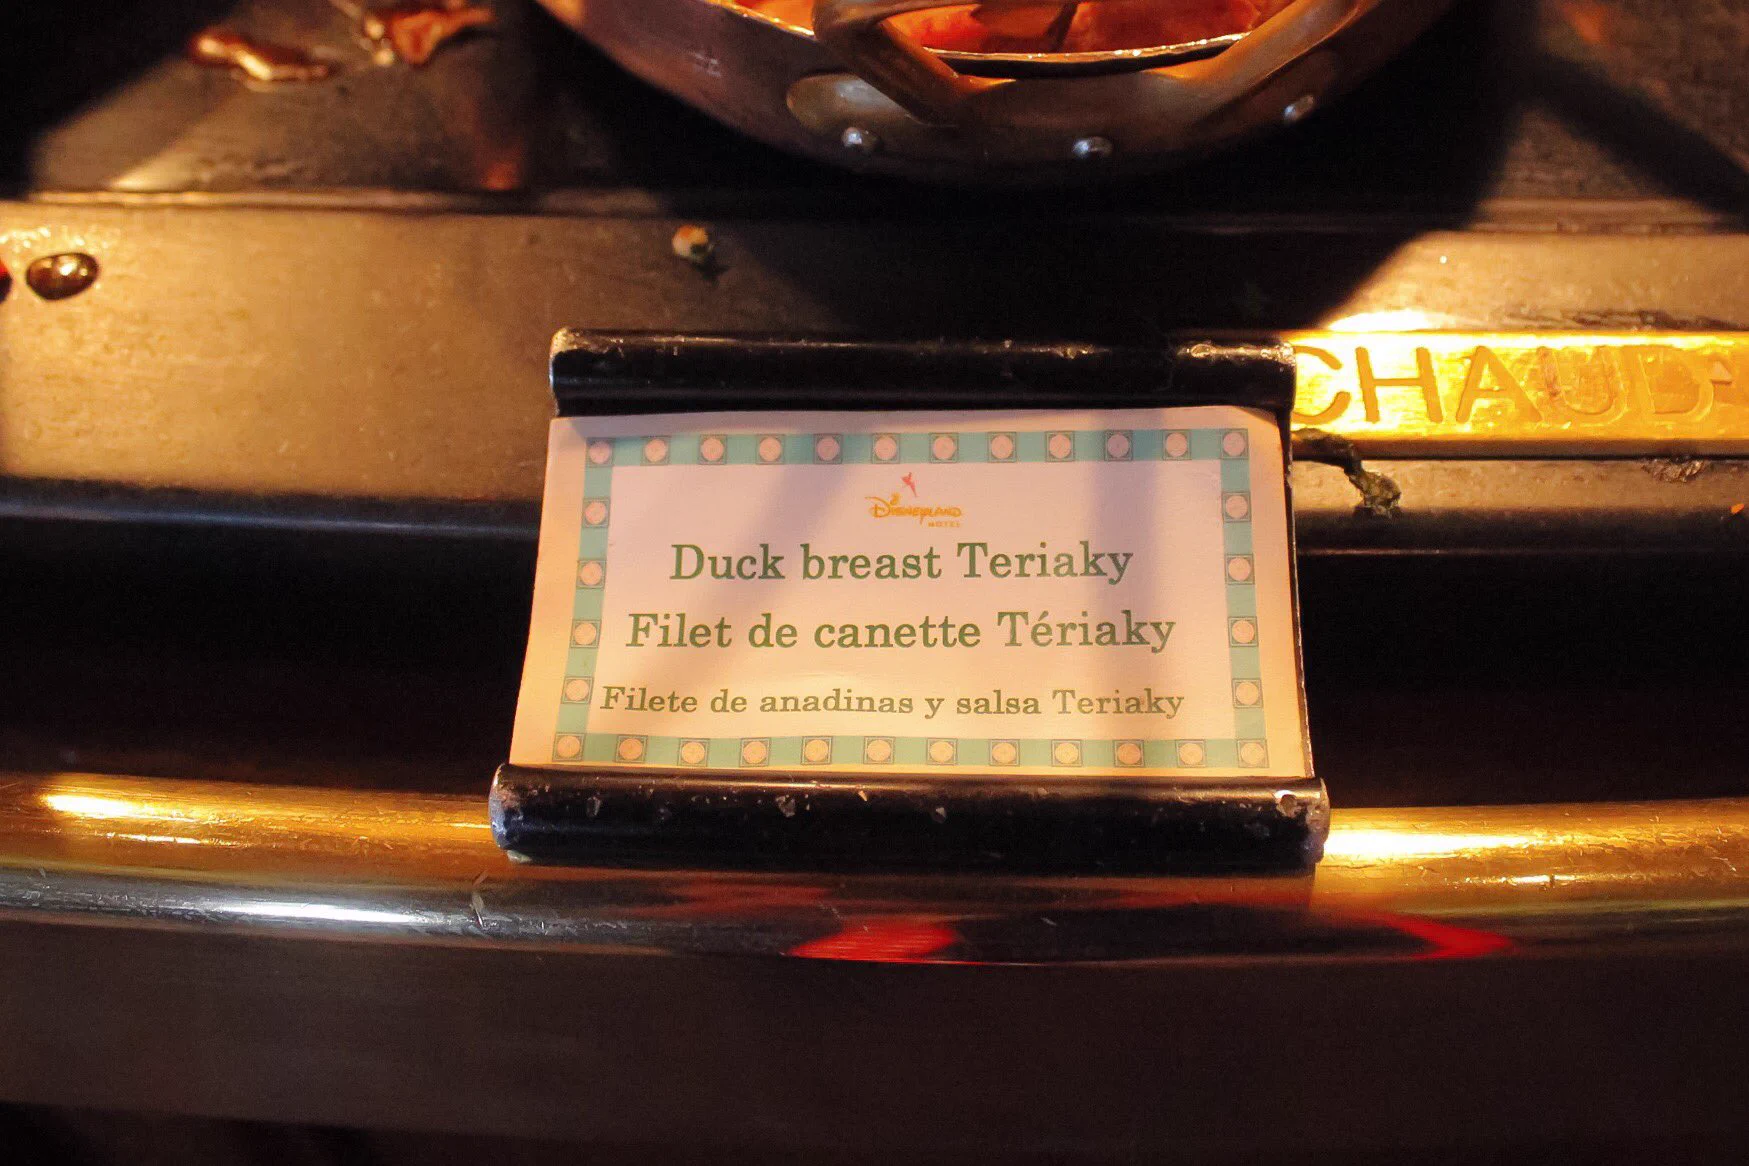 Disneyland
HOTEL
Duck breast Teriaky
Filet de canette Tériaky
Filete de anadinas y salsa Teriaky
CHAUD